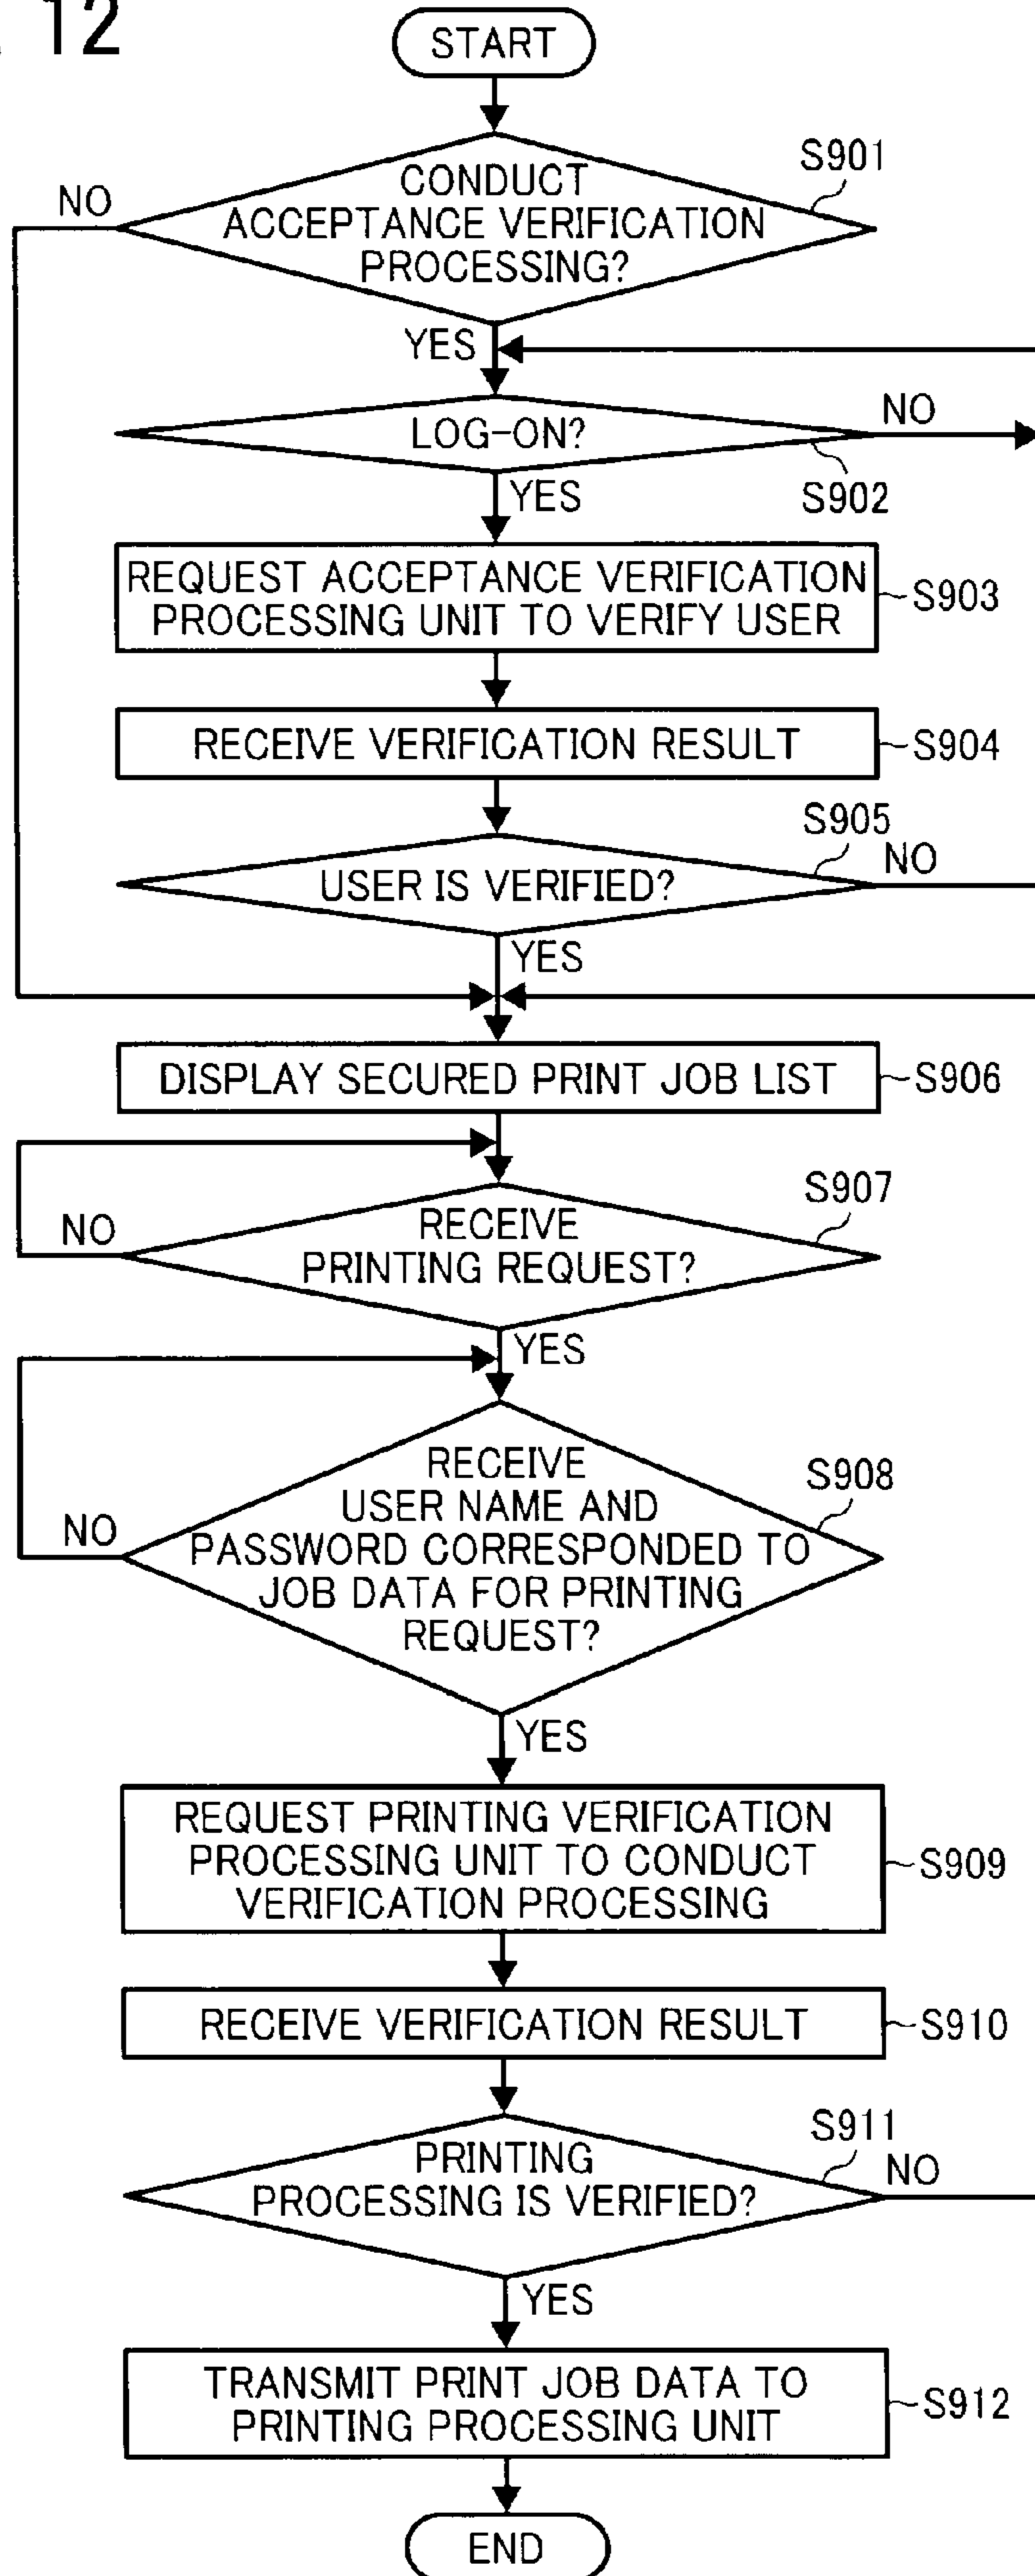 12
START
CONDUCT
ACCEPTANCE VERIFICATION
PROCESSING?
S901
NO
YES
LOG-ON?
NO
S902
YES
REQUEST ACCEPTANCE VERIFICATION
PROCESSING UNIT TO VERIFY USER
S903
RECEIVE VERIFICATION RESULT
S904
S905
USER IS VERIFIED?
NO
YES
DISPLAY SECURED PRINT JOB LIST
S906
S907
RECEIVE
PRINTING REQUEST?
NO
YES
RECEIVE
USER NAME AND
PASSWORD CORRESPONDED TO
JOB DATA FOR PRINTING
REQUEST?
S908
NO
YES
REQUEST PRINTING VERIFICATION
PROCESSING UNIT TO CONDUCT
VERIFICATION PROCESSING
S909
RECEIVE VERIFICATION RESULT
S910
S911
PRINTING
PROCESSING IS VERIFIED?
NO
YES
TRANSMIT PRINT JOB DATA TO
PRINTING PROCESSING UNIT
S912
END